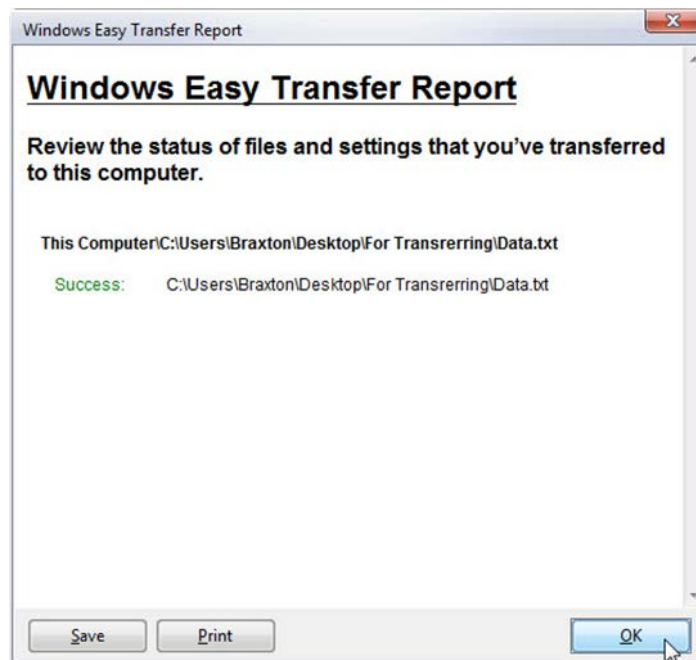 Windows Easy Transfer Report
Windows Easy Transfer Report
Review the status of files and settings that you’ve transferred
to this computer.
This Computer\C:\Users\Braxton\Desktop\For Transrerring\Data.txt
Success: C:\Users\Braxton\Desktop\For Transrerring\Data.txt
Save Print OK